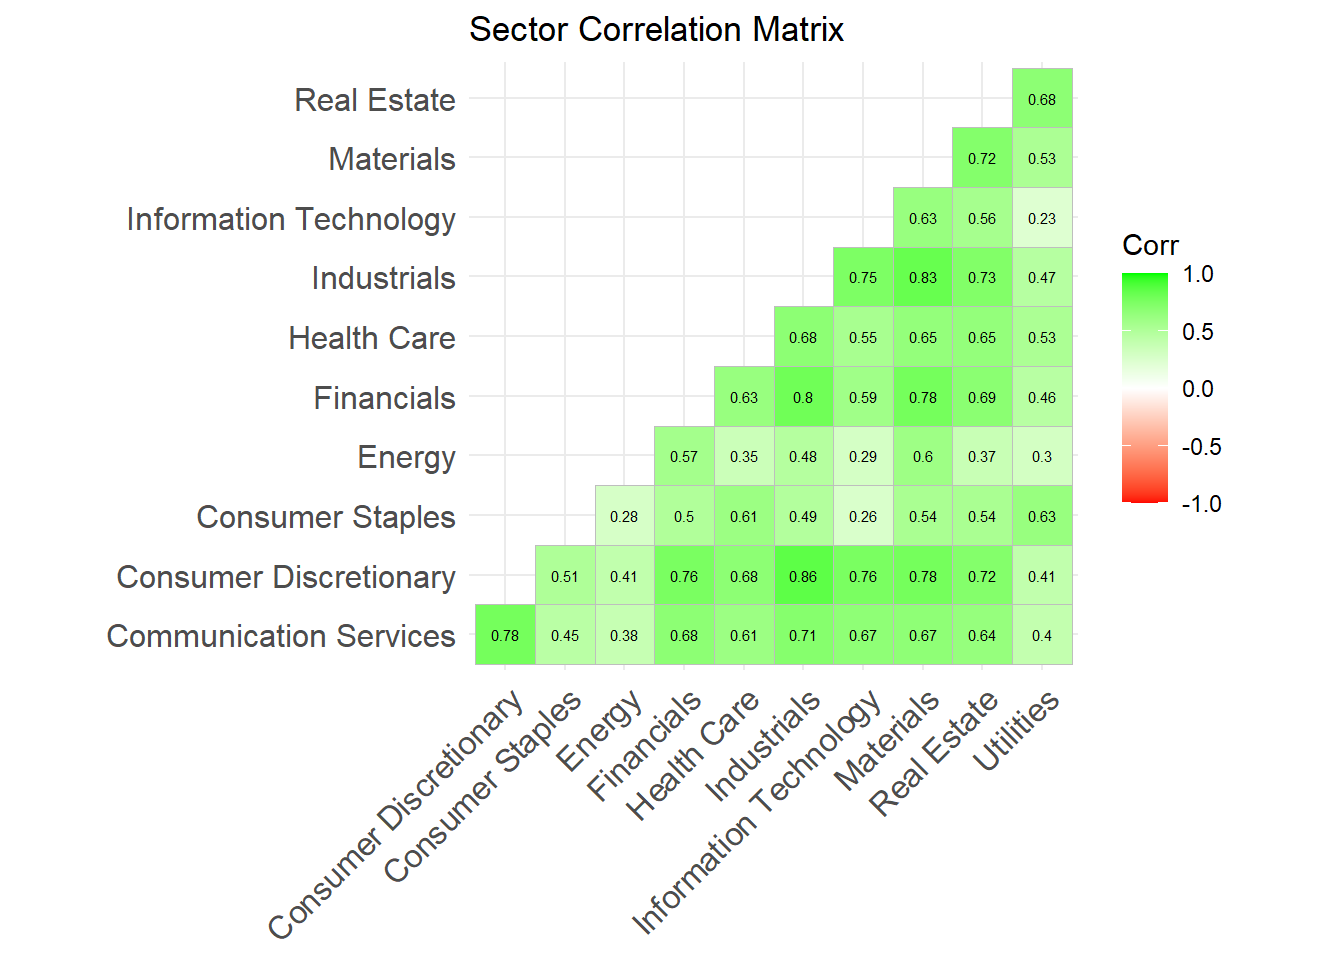 Sector Correlation Matrix
Real Estate 0.68
Materials 0.72 0.53
Information Technology 0.63 0.56 0.23
Industrials 0.75 0.83 0.73 0.47
Health Care 0.68 0.55 0.65 0.65 0.53
Financials 0.63 0.8 0.59 0.78 0.69 0.46
Energy 0.57 0.35 0.48 0.29 0.6 0.37 0.3
Consumer Staples 0.28 0.5 0.61 0.49 0.26 0.54 0.54 0.63
Consumer Discretionary 0.51 0.41 0.76 0.68 0.86 0.76 0.78 0.72 0.41
Communication Services 0.78 0.45 0.38 0.68 0.61 0.71 0.67 0.67 0.64 0.4
Consumer Discretionary
Consumer Staples
Energy
Financials
Health Care
Industrials
Information Technology
Materials
Real Estate
Utilities
Corr
1.0
0.5
0.0
-0.5
-1.0